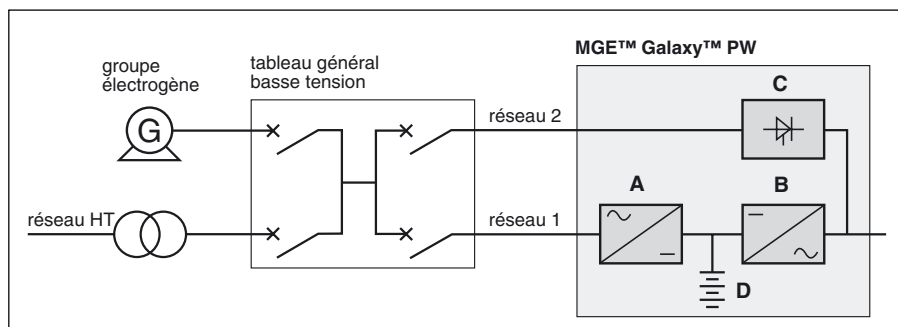 MGE™ Galaxy™ PW
groupe
électrogène
tableau général
basse tension
C
G
réseau 2
A
B
réseau HT
réseau 1
D